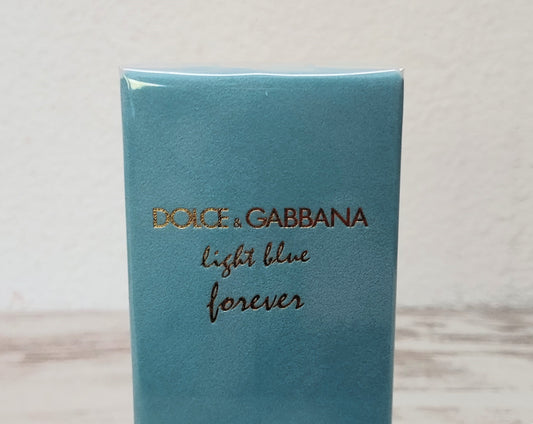 DOLCE & GABBANA
light blue
forever